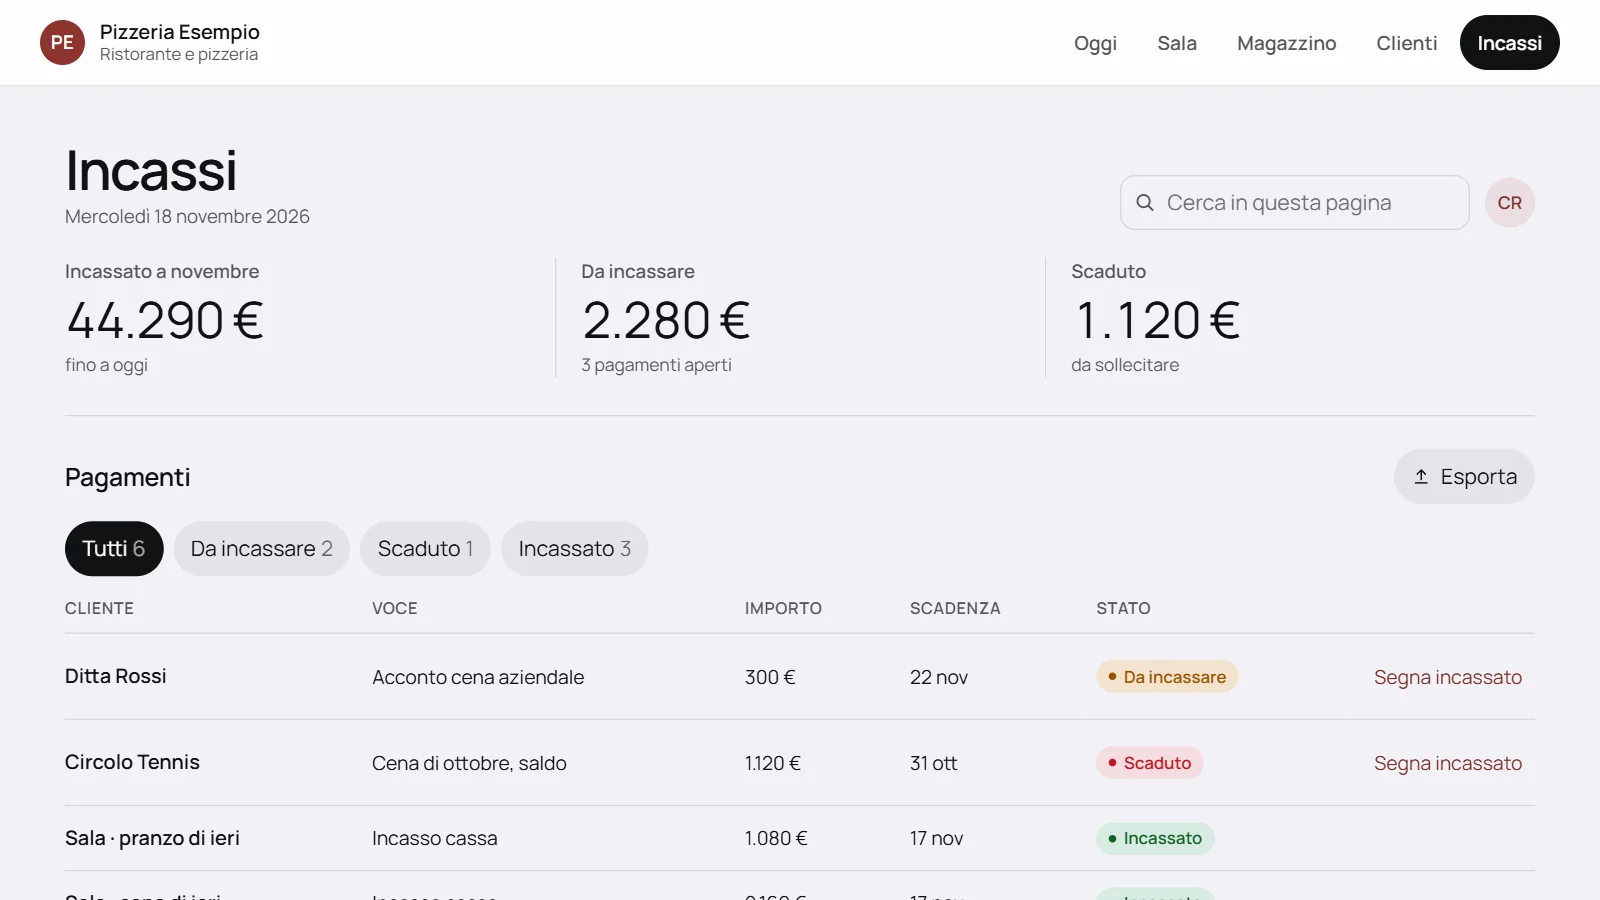 PE
Pizzeria Esempio
Ristorante e pizzeria
Oggi
Sala
Magazzino
Clienti
Incassi
Incassi
Mercoledì 18 novembre 2026
Cerca in questa pagina
CR
Incassato a novembre
44.290 €
fino a oggi
Da incassare
2.280 €
3 pagamenti aperti
Scaduto
1.120 €
da sollecitare
Pagamenti
Esporta
Tutti 6
Da incassare 2
Scaduto 1
Incassato 3
CLIENTE VOCE IMPORTO SCADENZA STATO
Ditta Rossi Acconto cena aziendale 300 € 22 nov Da incassare Segna incassato
Circolo Tennis Cena di ottobre, saldo 1.120 € 31 ott Scaduto Segna incassato
Sala · pranzo di ieri Incasso cassa 1.080 € 17 nov Incassato